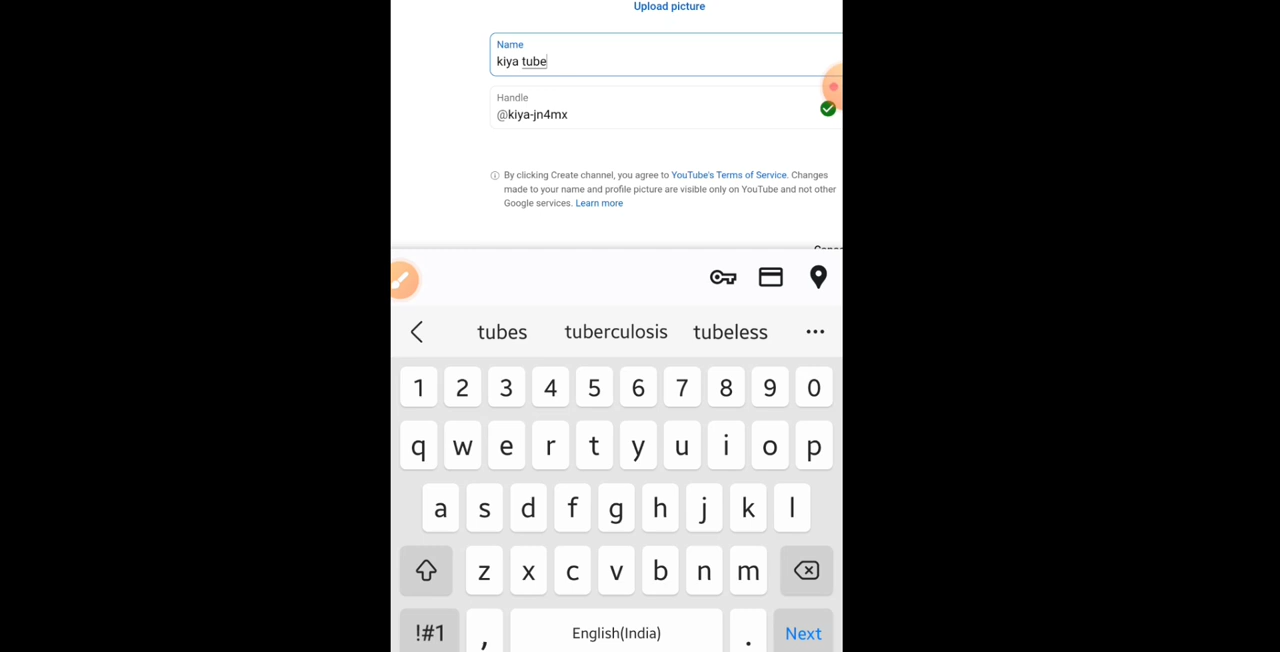 Upload picture
Name
kiya tube
Handle
@kiya-jn4mx
By clicking Create channel, you agree to YouTube's Terms of Service. Changes
made to your name and profile picture are visible only on YouTube and not other
Google services. Learn more
tubes tuberculosis tubeless ...
1 2 3 4 5 6 7 8 9 0
q w e r t y u i o p
a s d f g h j k l
z x c v b n m
!#1 , English(India) . Next